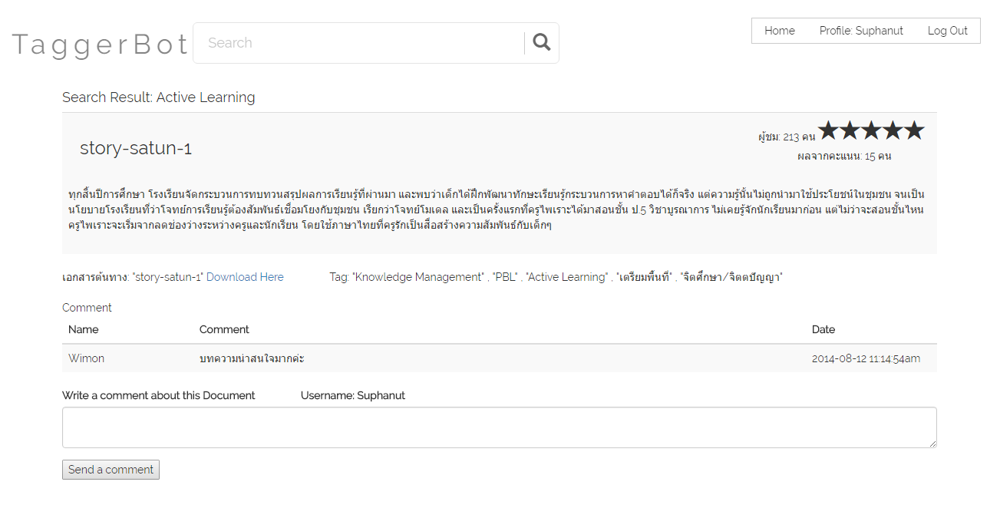 TaggerBot
Search
Home Profile: Suphanut Log Out
Search Result: Active Learning
story-satun-1
ผู้ชม: 213 คน
ผลจากคะแนน: 15 คน
ทุกสิ้นปีการศึกษา โรงเรียนจัดกระบวนการทบทวนสรุปผลการเรียนรู้ที่ผ่านมา และพบว่าเด็กได้ฝึกพัฒนาทักษะเรียนรู้กระบวนการหาคำตอบได้ก็จริง แต่ความรู้นั้นไม่ถูกนำมาใช้ประโยชน์ในชุมชน จนเป็น
นโยบายโรงเรียนที่ว่าโจทย์การเรียนรู้ต้องสัมพันธ์เชื่อมโยงกับชุมชน เรียกว่าโจทย์โมเดล และเป็นครั้งแรกที่ครูไพเราะได้มาสอนชั้น ป.5 วิชาบูรณาการ ไม่เคยรู้จักนักเรียนมาก่อน แต่ไม่ว่าจะสอนชั้นไหน
ครูไพเราะจะเริ่มจากลดช่องว่างระหว่างครูและนักเรียน โดยใช้ภาษาไทยที่ครูรักเป็นสื่อสร้างความสัมพันธ์กับเด็กๆ
เอกสารต้นทาง: "story-satun-1" Download Here Tag: "Knowledge Management" , "PBL" , "Active Learning" , "เตรียมพื้นที่" , "จิตศึกษา/จิตตปัญญา"
Comment
Name Comment Date
Wimon บทความน่าสนใจมากค่ะ 2014-08-12 11:14:54am
Write a comment about this Document Username: Suphanut
Send a comment